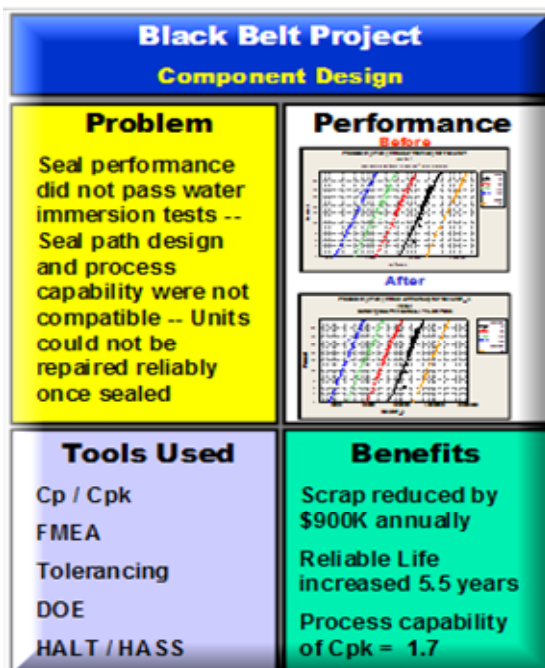 Black Belt Project
Component Design
Problem
Seal performance
did not pass water
immersion tests --
Seal path design
and process
capability were not
compatible -- Units
could not be
repaired reliably
once sealed
Performance
Before
After
Tools Used
Cp / Cpk
FMEA
Tolerancing
DOE
HALT / HASS
Benefits
Scrap reduced by
$900K annually
Reliable Life
increased 5.5 years
Process capability
of Cpk = 1.7